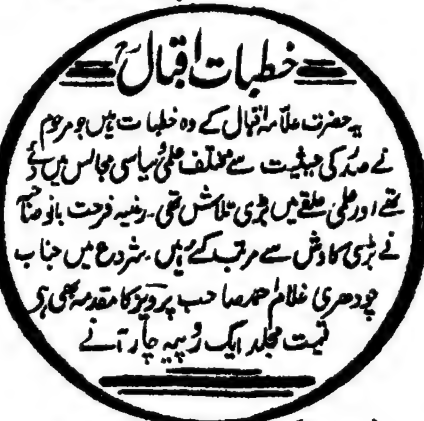 خطبات اقبالؒ
یہ حضرت علامہ اقبال کے وہ خطبات ہیں جو مرحوم
نے صدر کی حیثیت سے مختلف علمی سیاسی مجالس میں دئے
تھے اور علمی حلقے میں بڑی تلاش تھی۔ رضیہ فرحت بانو صاحبہ
نے بڑی کاوش سے مرتب کئے ہیں۔ شروع میں جناب
چودھری غلام احمد صاحب پرویز کا مقدمہ بھی ہے
قیمت مجلد ایک روپیہ چار آنے